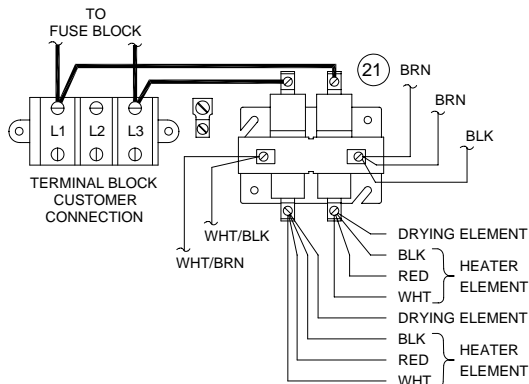 TO
FUSE BLOCK
21
BRN
BRN
BLK
L1 L2 L3
TERMINAL BLOCK
CUSTOMER
CONNECTION
WHT/BLK
WHT/BRN
DRYING ELEMENT
BLK
RED
WHT
HEATER
ELEMENT
DRYING ELEMENT
BLK
RED
WHT
HEATER
ELEMENT